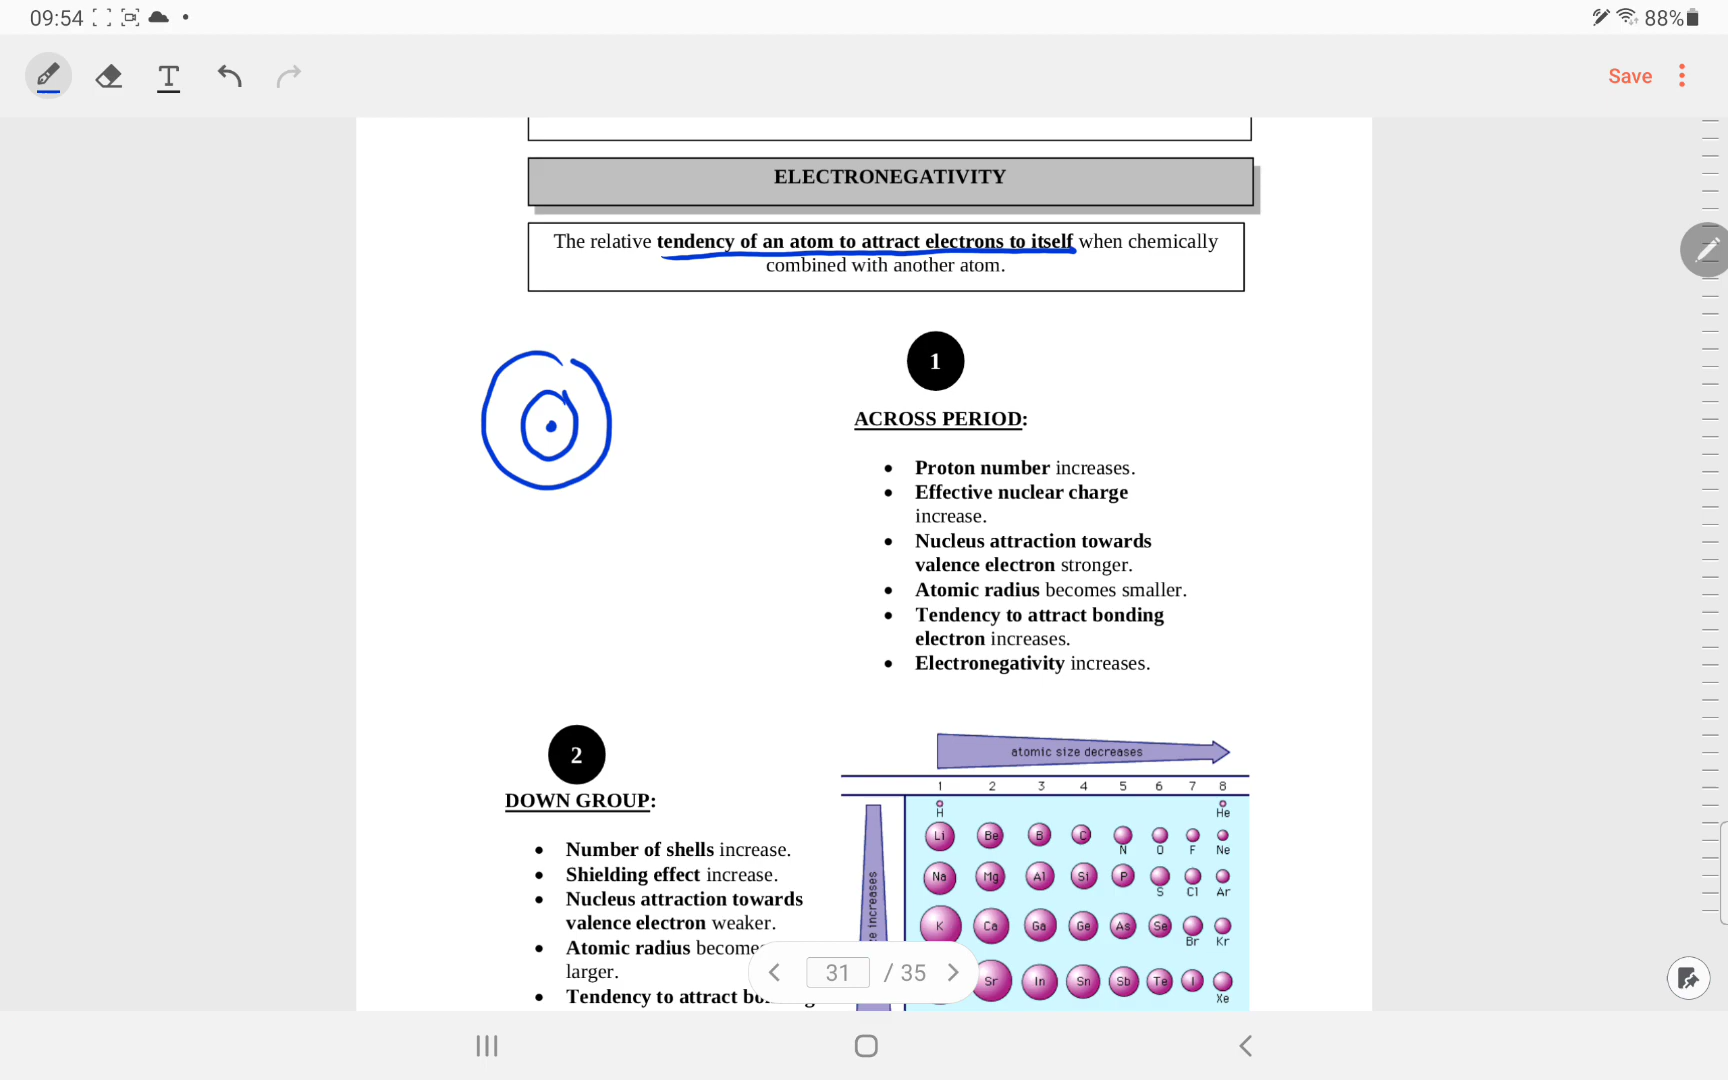 09:54
88%
T
Save
ELECTRONEGATIVITY
The relative tendency of an atom to attract electrons to itself when chemically
combined with another atom.
1
ACROSS PERIOD:
• Proton number increases.
• Effective nuclear charge
increase.
• Nucleus attraction towards
valence electron stronger.
• Atomic radius becomes smaller.
• Tendency to attract bonding
electron increases.
• Electronegativity increases.
2
DOWN GROUP:
• Number of shells increase.
• Shielding effect increase.
• Nucleus attraction towards
valence electron weaker.
• Atomic radius become
larger.
• Tendency to attract
atomic size decreases
1 2 3 4 5 6 7 8
H He
Li Be B C N O F Ne
Na Mg Al Si P S Cl Ar
K Ca Ga Ge As Se Br Kr
Sr In Sn Sb Te I Xe
increases
31 / 35